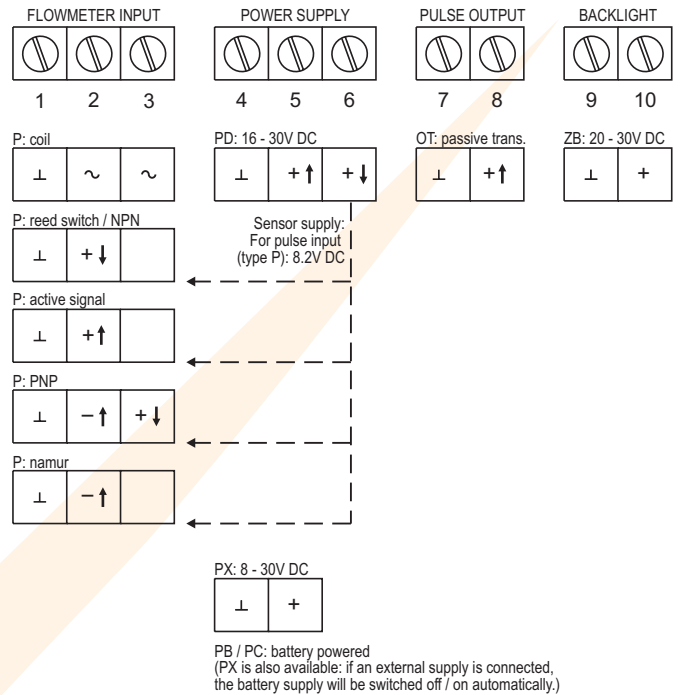 FLOWMETER INPUT POWER SUPPLY PULSE OUTPUT BACKLIGHT
1 2 3 4 5 6 7 8 9 10
P: coil PD: 16 - 30V DC OT: passive trans. ZB: 20 - 30V DC
⊥ ~ ~ ⊥ +↑ +↓ ⊥ +↑ ⊥ +
P: reed switch / NPN
⊥ +↓
Sensor supply:
For pulse input
(type P): 8.2V DC
P: active signal
⊥ +↑
P: PNP
⊥ −↑ +↓
P: namur
⊥ −↑
PX: 8 - 30V DC
⊥ +
PB / PC: battery powered
(PX is also available: if an external supply is connected,
the battery supply will be switched off / on automatically.)